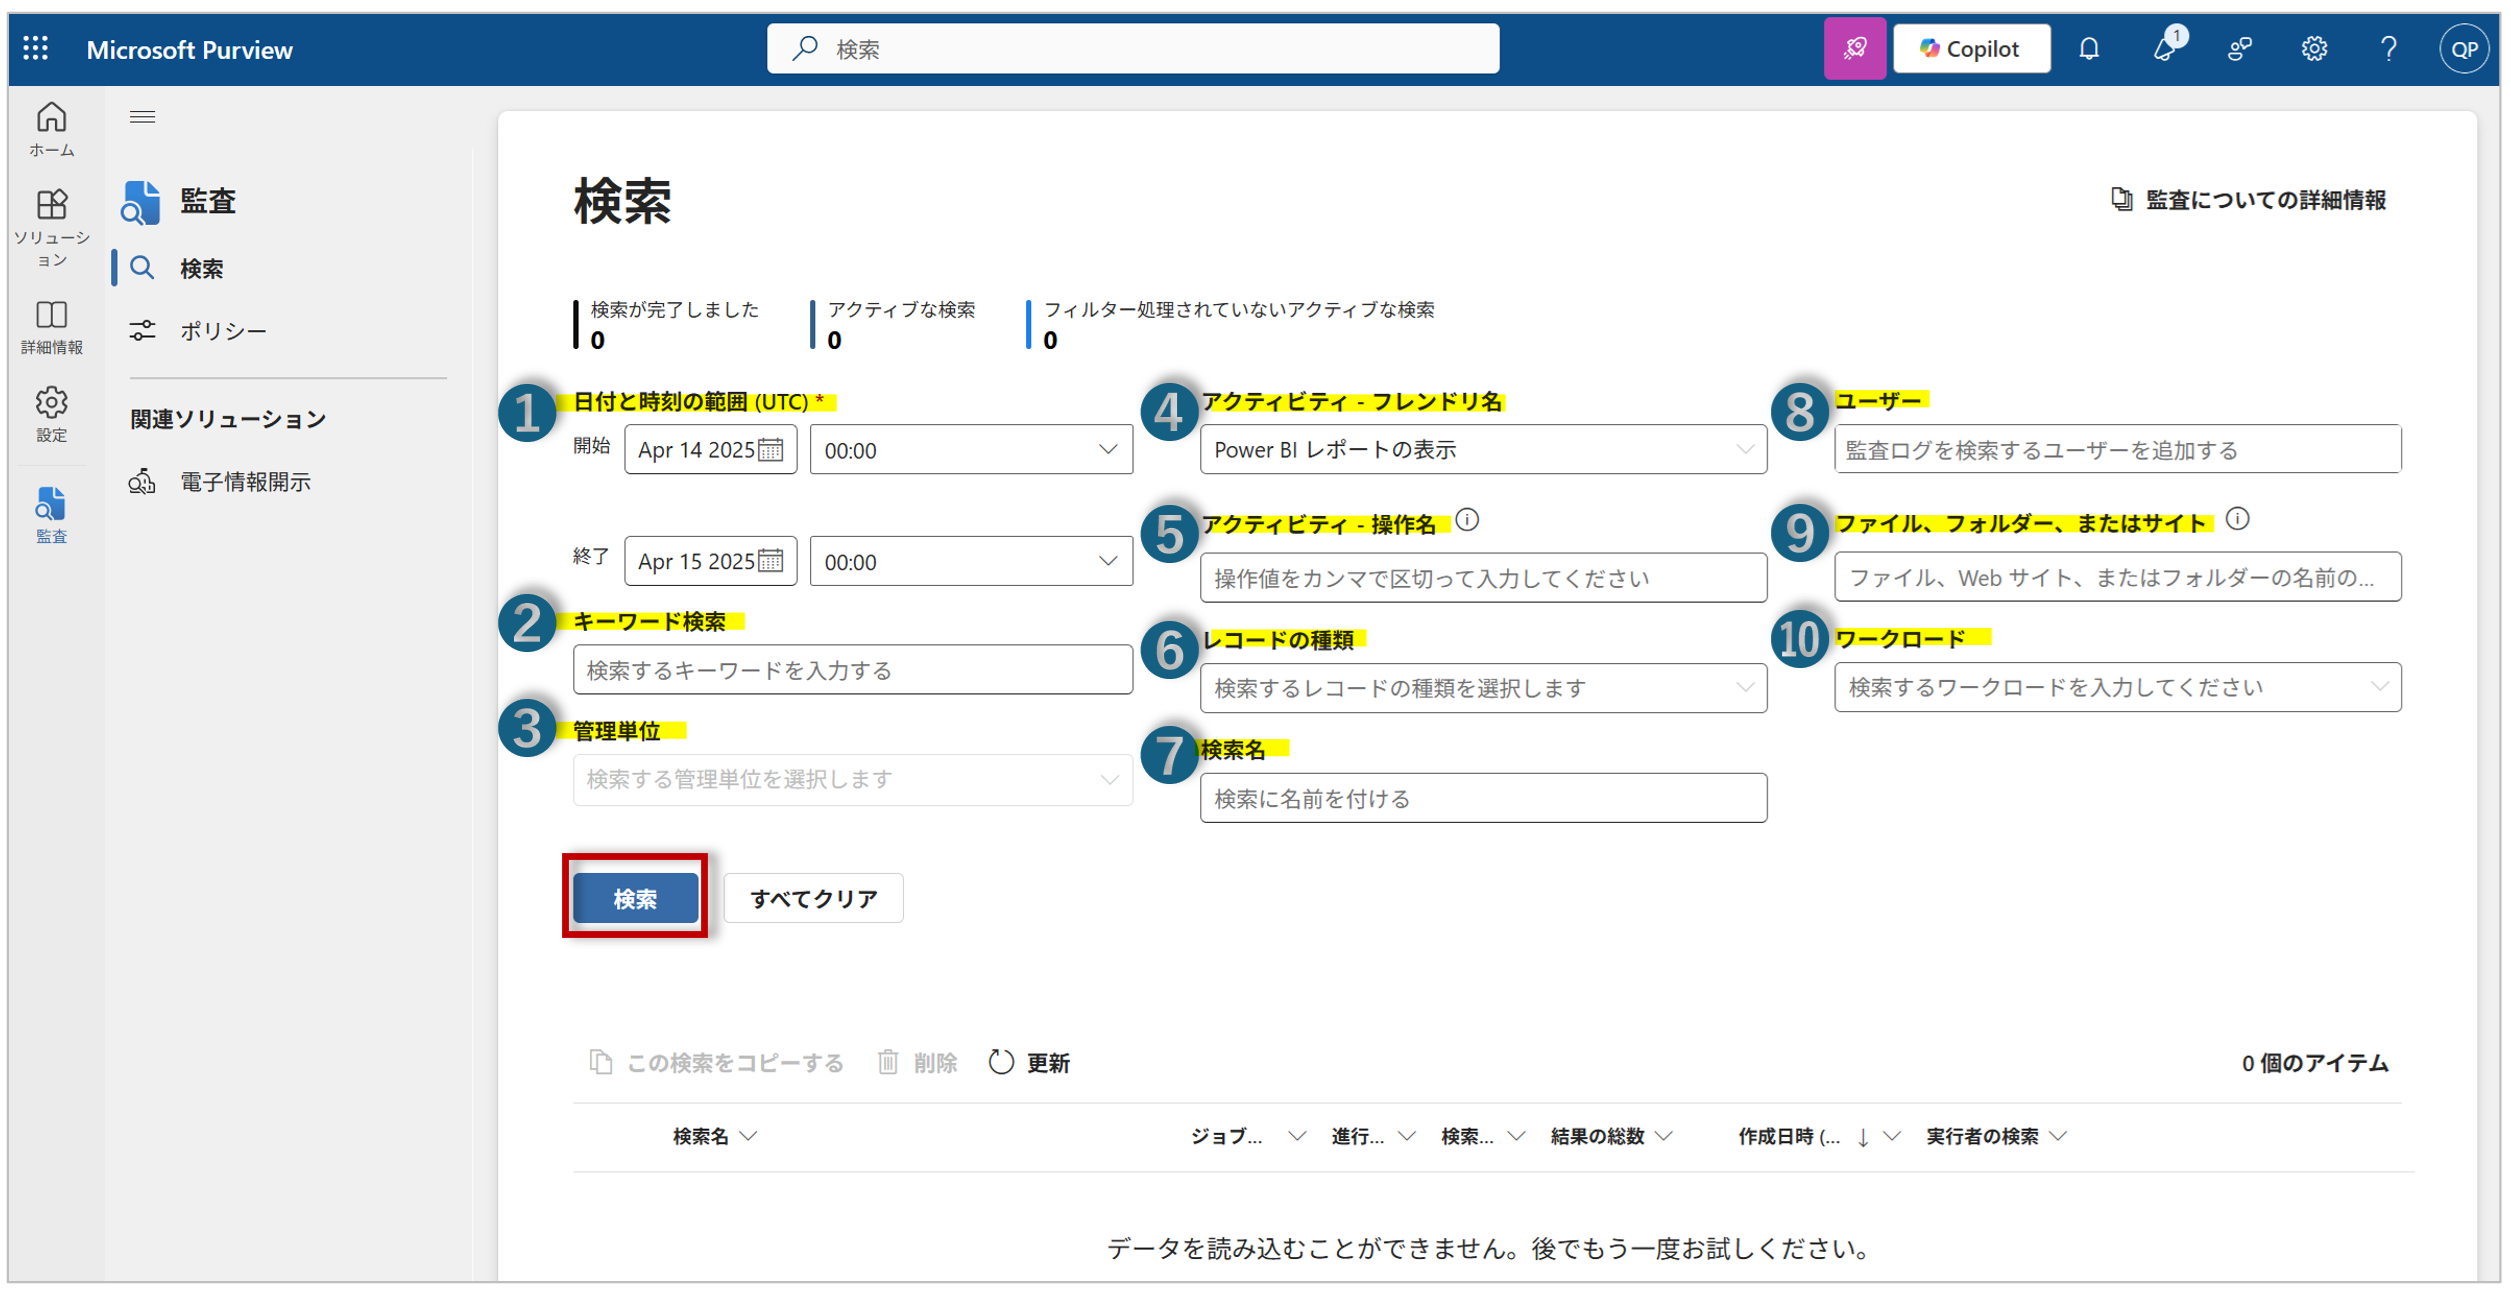 Microsoft Purview
検索
Copilot
1
QP
ホーム
ソリューシ
ョン
詳細情報
設定
監査
監査
検索
ポリシー
関連ソリューション
電子情報開示
検索
監査についての詳細情報
検索が完了しました
0
アクティブな検索
0
フィルター処理されていないアクティブな検索
0
1 日付と時刻の範囲 (UTC) *
開始 Apr 14 2025 00:00
終了 Apr 15 2025 00:00
2 キーワード検索
検索するキーワードを入力する
3 管理単位
検索する管理単位を選択します
4 アクティビティ - フレンドリ名
Power BI レポートの表示
5 アクティビティ - 操作名
操作値をカンマで区切って入力してください
6 レコードの種類
検索するレコードの種類を選択します
7 検索名
検索に名前を付ける
8 ユーザー
監査ログを検索するユーザーを追加する
9 ファイル、フォルダー、またはサイト
ファイル、Web サイト、またはフォルダーの名前の...
10 ワークロード
検索するワークロードを入力してください
検索 すべてクリア
この検索をコピーする 削除 更新 0 個のアイテム
検索名 ジョブ... 進行... 検索... 結果の総数 作成日時 (... ↓ 実行者の検索
データを読み込むことができません。後でもう一度お試しください。